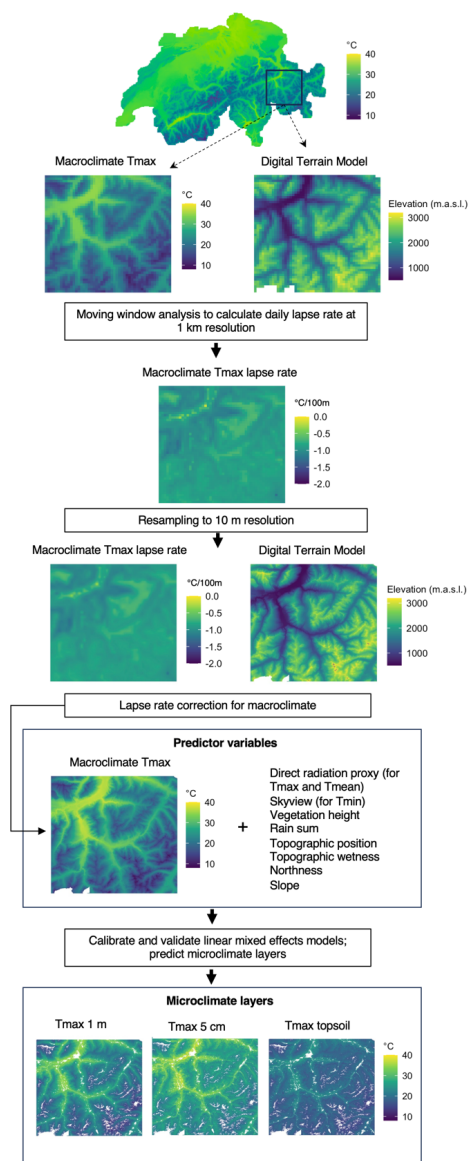 °C
40
30
20
10
Macroclimate Tmax
Digital Terrain Model
°C
40
30
20
10
Elevation (m.a.s.l.)
3000
2000
1000
Moving window analysis to calculate daily lapse rate at
1 km resolution
Macroclimate Tmax lapse rate
°C/100m
0.0
-0.5
-1.0
-1.5
-2.0
Resampling to 10 m resolution
Macroclimate Tmax lapse rate
Digital Terrain Model
°C/100m
0.0
-0.5
-1.0
-1.5
-2.0
Elevation (m.a.s.l.)
3000
2000
1000
Lapse rate correction for macroclimate
Predictor variables
Macroclimate Tmax
°C
40
30
20
10
+
Direct radiation proxy (for
Tmax and Tmean)
Skyview (for Tmin)
Vegetation height
Rain sum
Topographic position
Topographic wetness
Northness
Slope
Calibrate and validate linear mixed effects models;
predict microclimate layers
Microclimate layers
Tmax 1 m
Tmax 5 cm
Tmax topsoil
°C
40
30
20
10